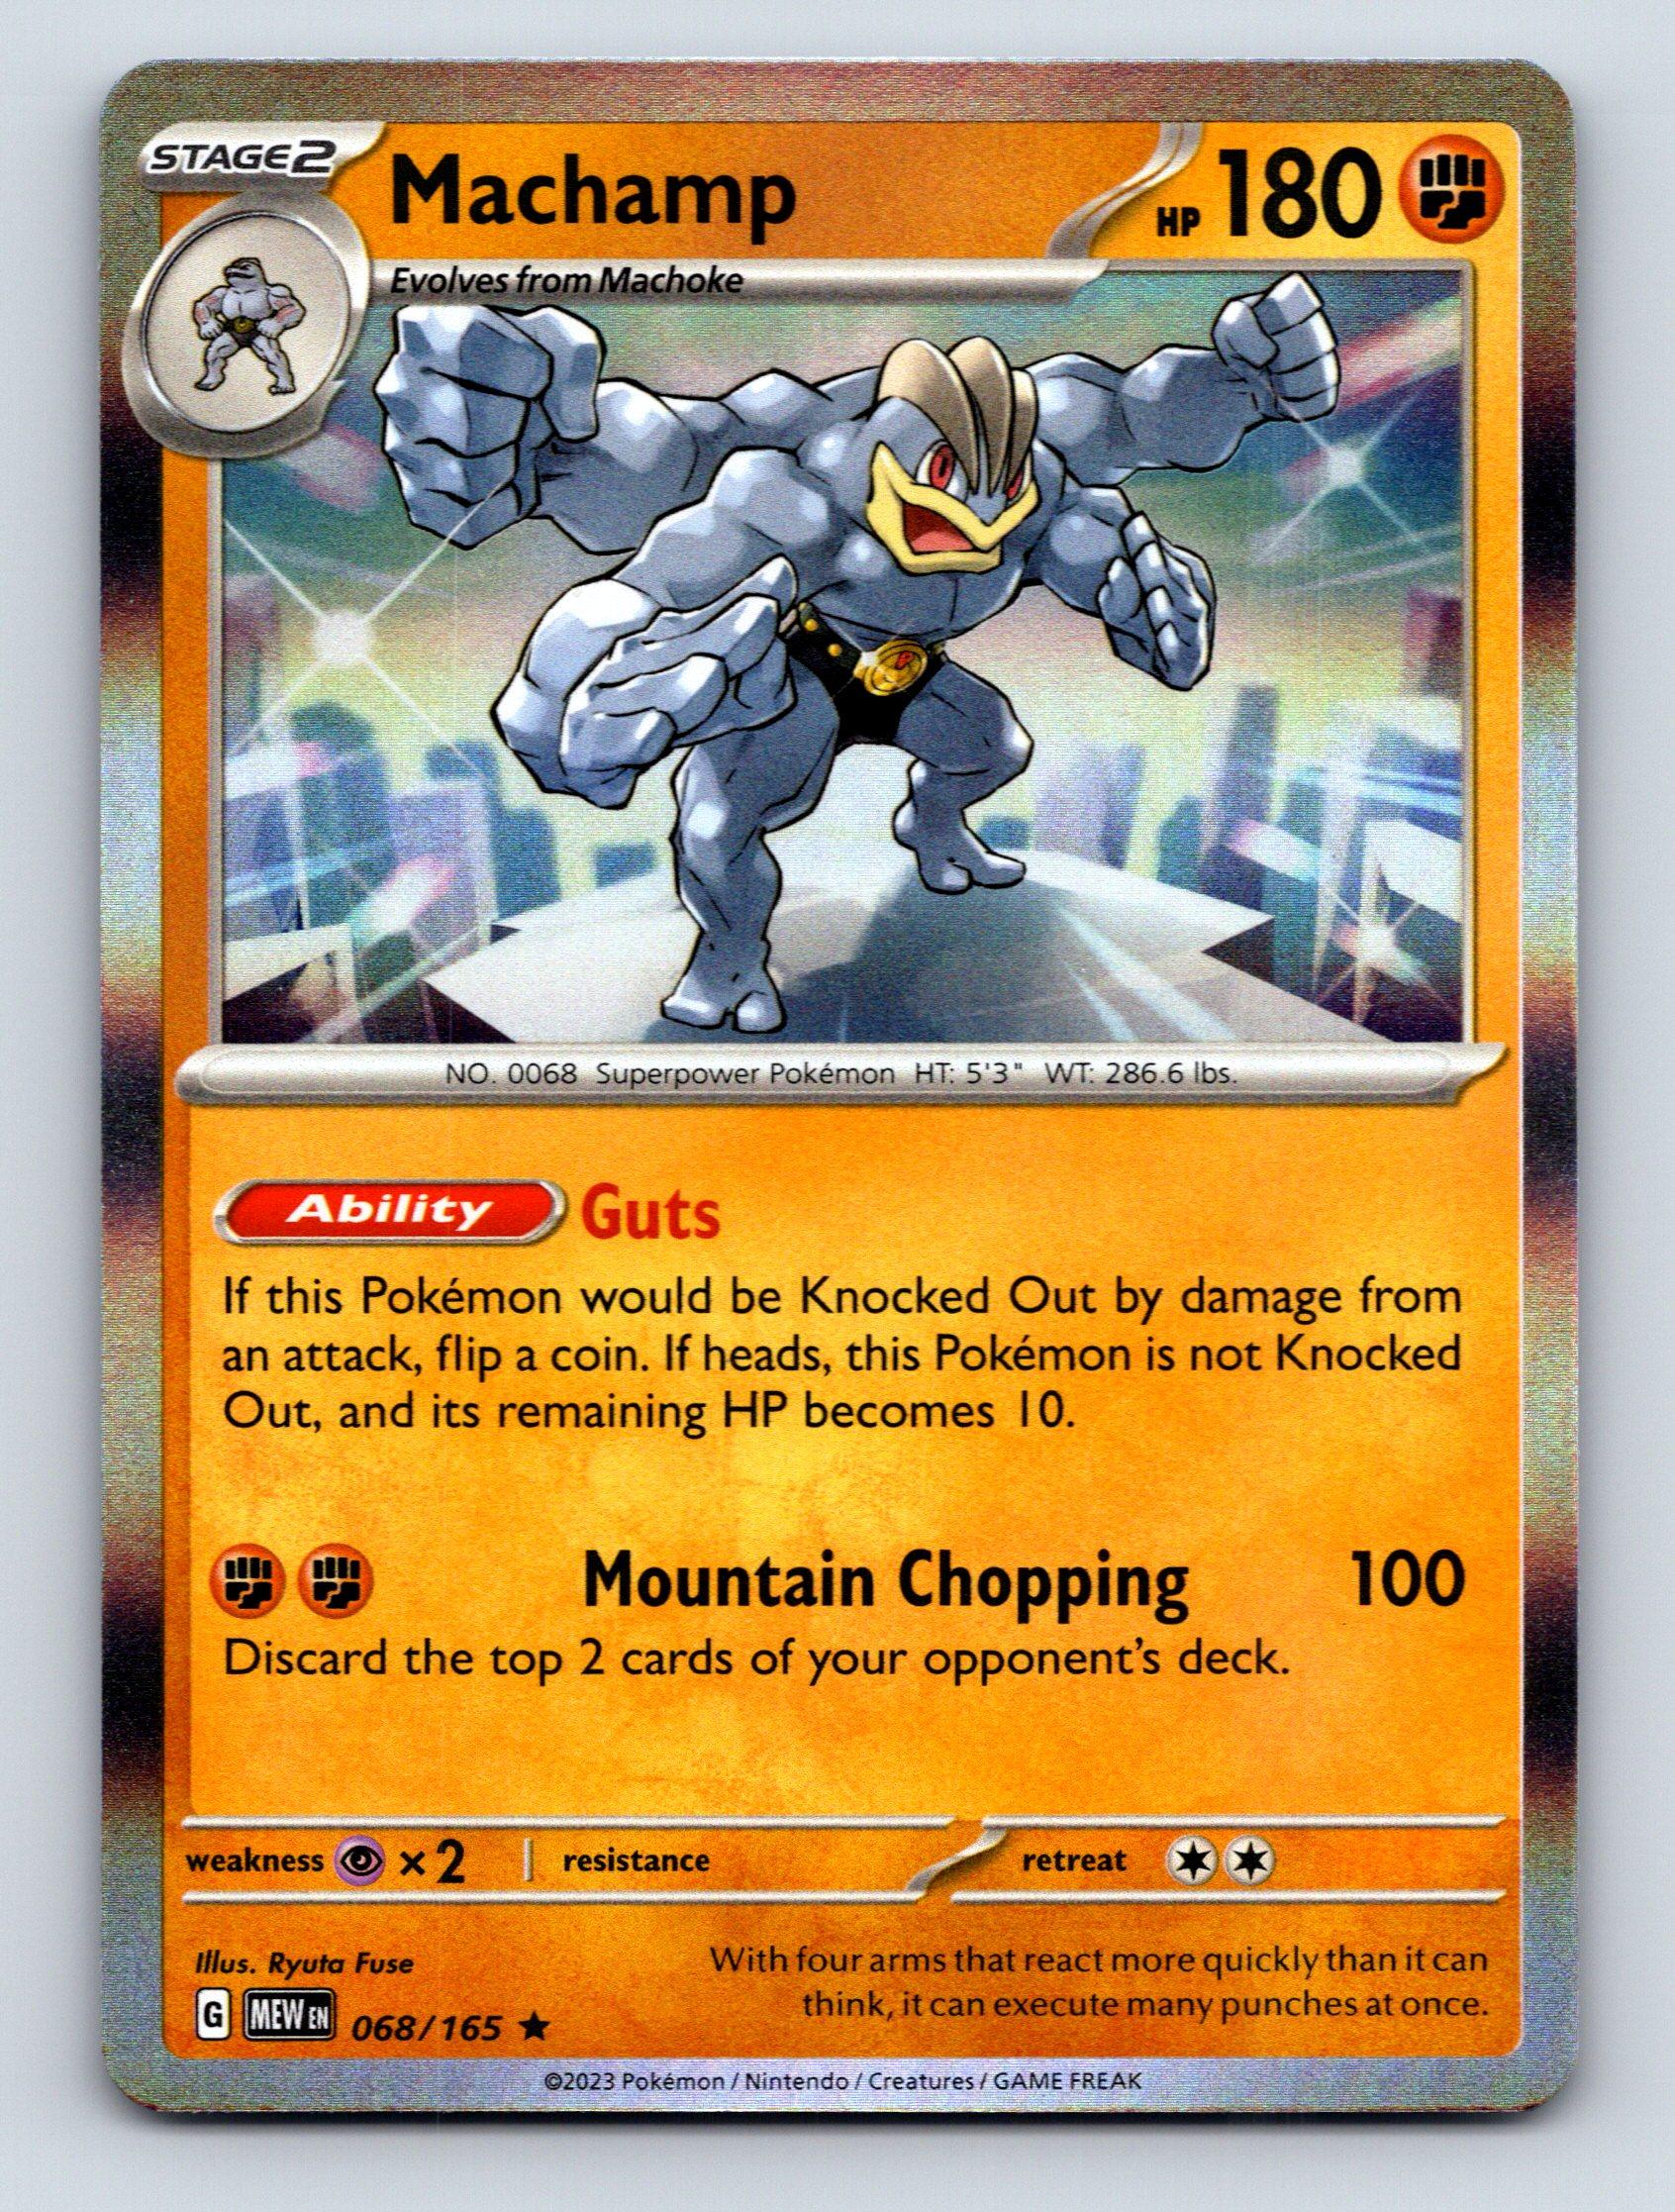 STAGE2
Machamp
HP 180
Evolves from Machoke
NO. 0068 Superpower Pokémon HT: 5'3" WT: 286.6 lbs.
Ability Guts
If this Pokémon would be Knocked Out by damage from
an attack, flip a coin. If heads, this Pokémon is not Knocked
Out, and its remaining HP becomes 10.
Mountain Chopping 100
Discard the top 2 cards of your opponent's deck.
weakness ×2 resistance retreat
Illus. Ryuta Fuse
With four arms that react more quickly than it can
think, it can execute many punches at once.
G MEW EN 068/165 ★
©2023 Pokémon / Nintendo / Creatures / GAME FREAK